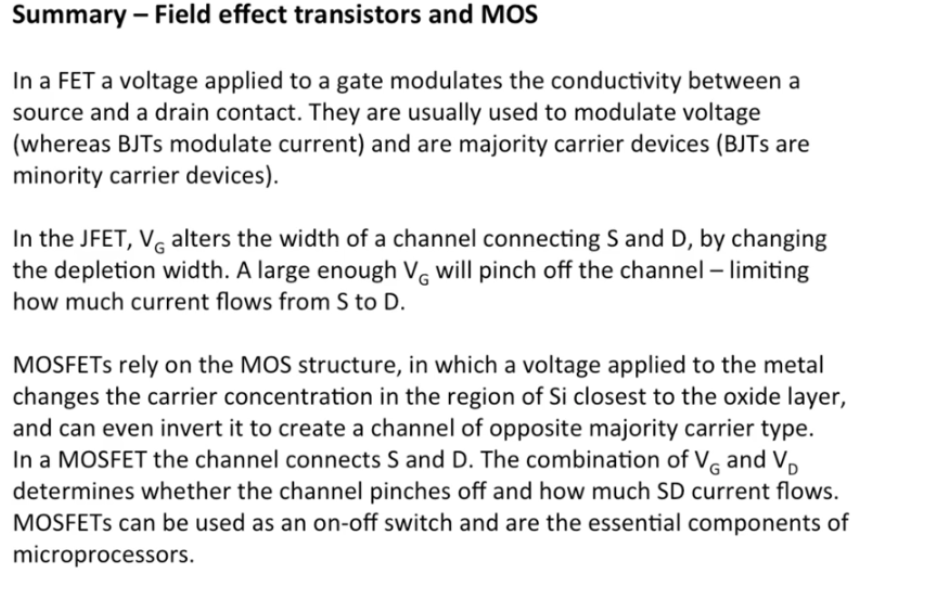 Summary – Field effect transistors and MOS
In a FET a voltage applied to a gate modulates the conductivity between a
source and a drain contact. They are usually used to modulate voltage
(whereas BJTs modulate current) and are majority carrier devices (BJTs are
minority carrier devices).
In the JFET, VG alters the width of a channel connecting S and D, by changing
the depletion width. A large enough VG will pinch off the channel – limiting
how much current flows from S to D.
MOSFETs rely on the MOS structure, in which a voltage applied to the metal
changes the carrier concentration in the region of Si closest to the oxide layer,
and can even invert it to create a channel of opposite majority carrier type.
In a MOSFET the channel connects S and D. The combination of VG and VD
determines whether the channel pinches off and how much SD current flows.
MOSFETs can be used as an on-off switch and are the essential components of
microprocessors.